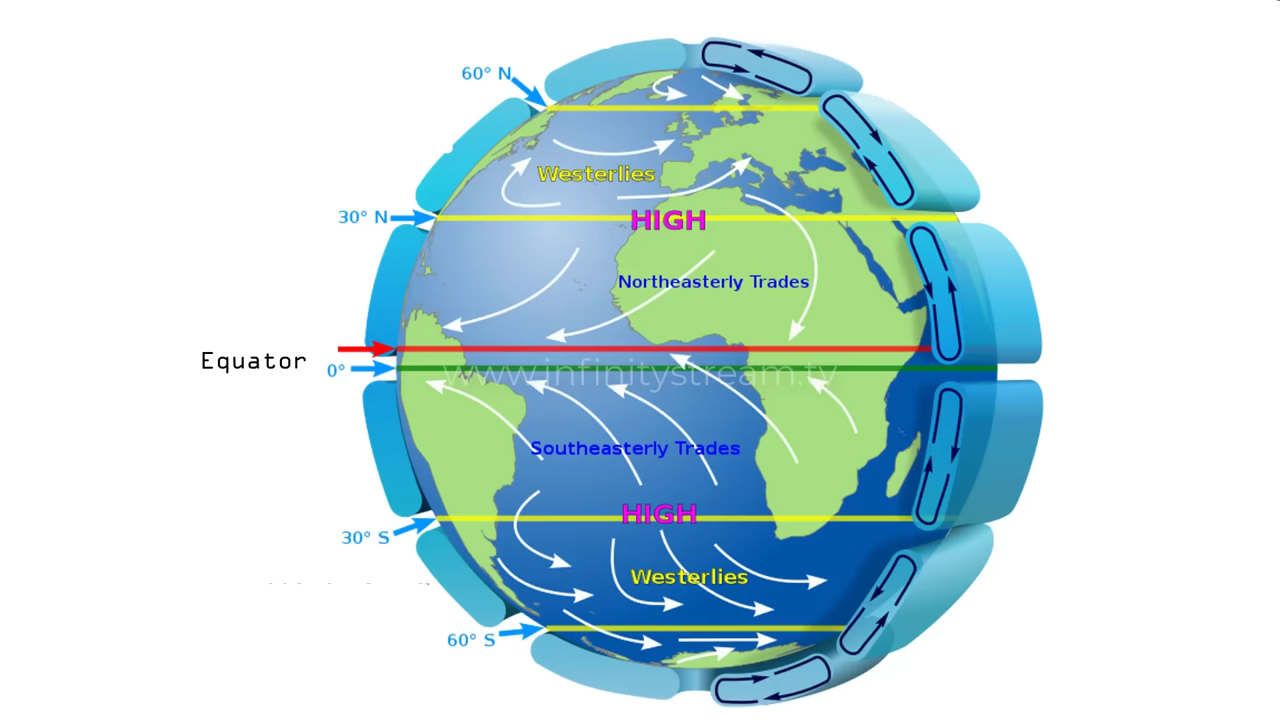 60° N
Westerlies
30° N
HIGH
Northeasterly Trades
Equator
0°
www.infinitystream.tv
Southeasterly Trades
HIGH
30° S
Westerlies
60° S